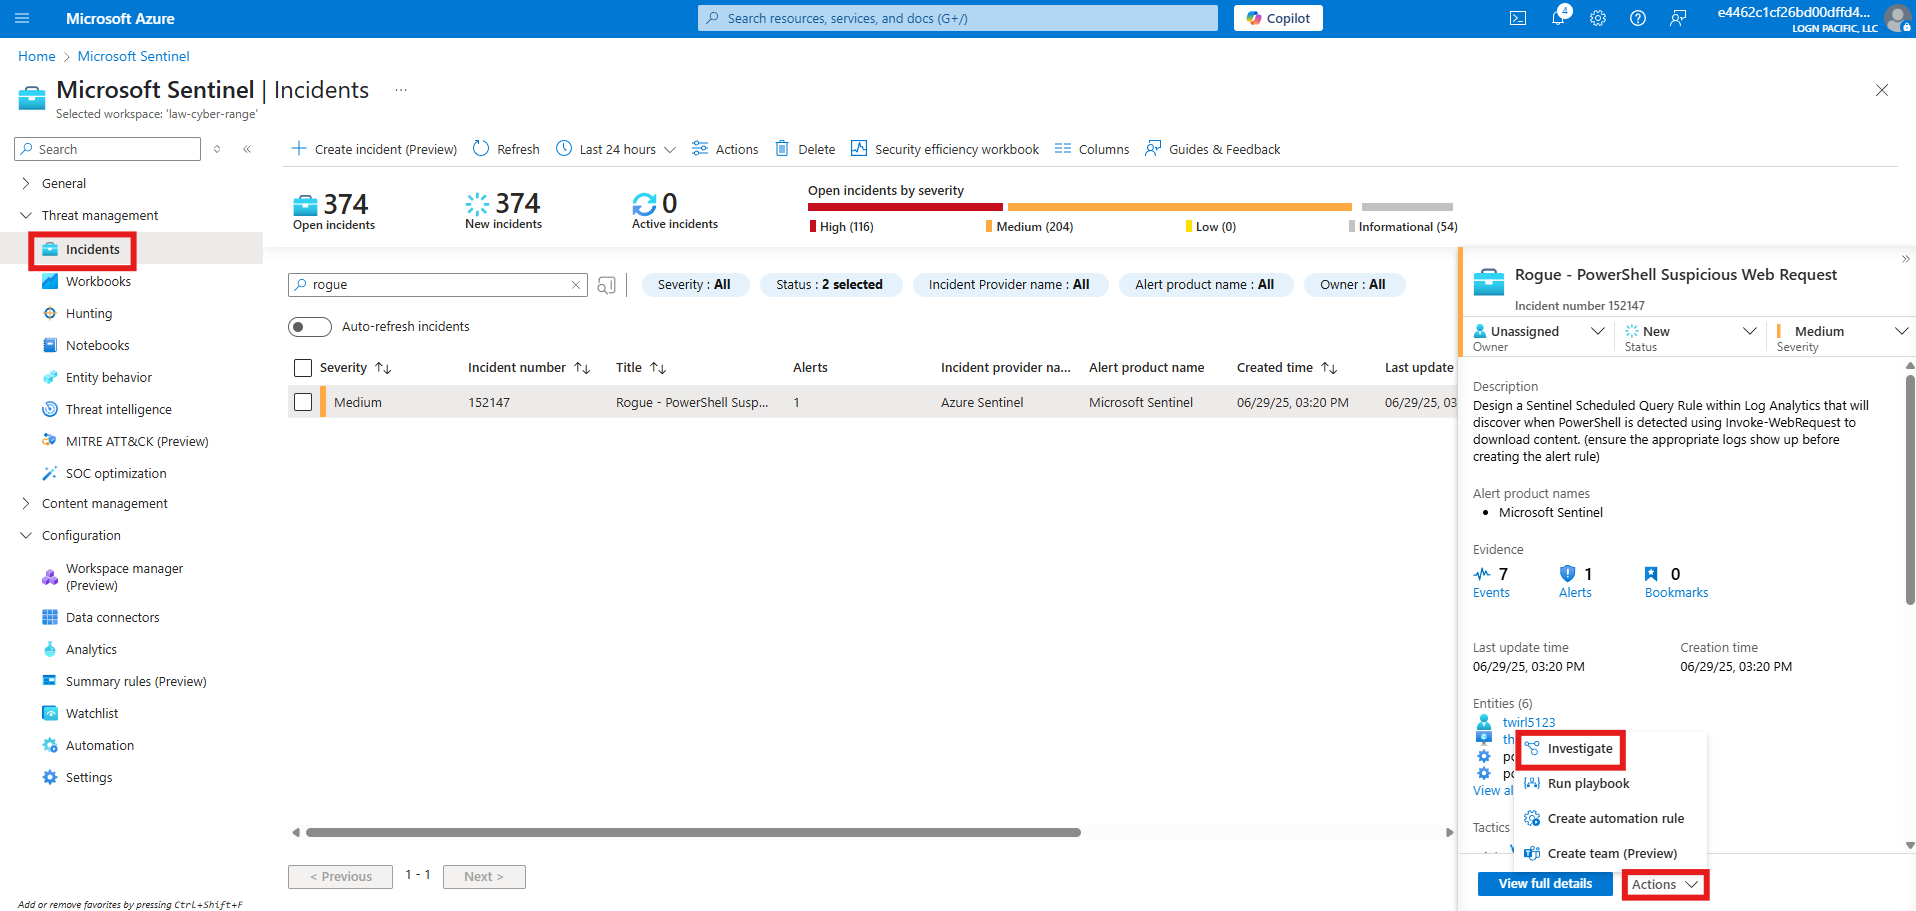 Microsoft Azure
Search resources, services, and docs (G+/)
Copilot
4
e4462c1cf26bd00dffd4...
LOGN PACIFIC, LLC
Home > Microsoft Sentinel
Microsoft Sentinel | Incidents ...
Selected workspace: 'law-cyber-range'
Search
General
Threat management
Incidents
Workbooks
Hunting
Notebooks
Entity behavior
Threat intelligence
MITRE ATT&CK (Preview)
SOC optimization
Content management
Configuration
Workspace manager
(Preview)
Data connectors
Analytics
Summary rules (Preview)
Watchlist
Automation
Settings
Add or remove favorites by pressing Ctrl+Shift+F
Create incident (Preview) Refresh Last 24 hours Actions Delete Security efficiency workbook Columns Guides & Feedback
374
Open incidents
374
New incidents
0
Active incidents
Open incidents by severity
High (116) Medium (204) Low (0) Informational (54)
rogue
Severity : All Status : 2 selected Incident Provider name : All Alert product name : All Owner : All
Auto-refresh incidents
Severity Incident number Title Alerts Incident provider na... Alert product name Created time Last update
Medium 152147 Rogue - PowerShell Susp... 1 Azure Sentinel Microsoft Sentinel 06/29/25, 03:20 PM 06/29/25, 03
< Previous 1 - 1 Next >
Rogue - PowerShell Suspicious Web Request
Incident number 152147
Unassigned
Owner
New
Status
Medium
Severity
Description
Design a Sentinel Scheduled Query Rule within Log Analytics that will
discover when PowerShell is detected using Invoke-WebRequest to
download content. (ensure the appropriate logs show up before
creating the alert rule)
Alert product names
• Microsoft Sentinel
Evidence
7
Events
1
Alerts
0
Bookmarks
Last update time
06/29/25, 03:20 PM
Creation time
06/29/25, 03:20 PM
Entities (6)
twirl5123
th
po
po
View al
Tactics
Investigate
Run playbook
Create automation rule
Create team (Preview)
View full details
Actions